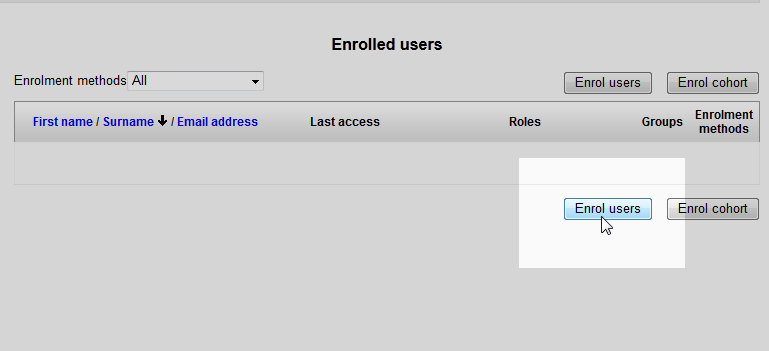 Enrolled users
Enrolment methods All
Enrol users Enrol cohort
First name / Surname / Email address Last access Roles Groups Enrolment methods
Enrol users Enrol cohort